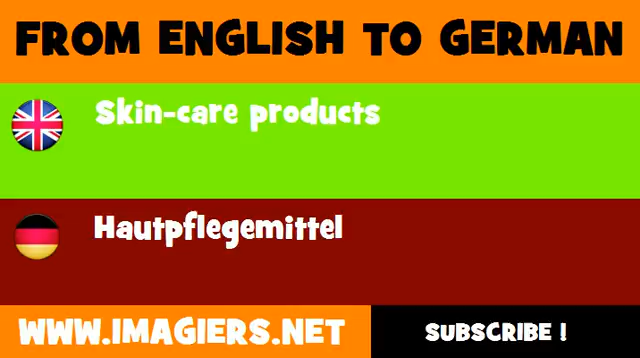 FROM ENGLISH TO GERMAN
Skin-care products
Hautpflegemittel
WWW.IMAGIERS.NET
SUBSCRIBE !